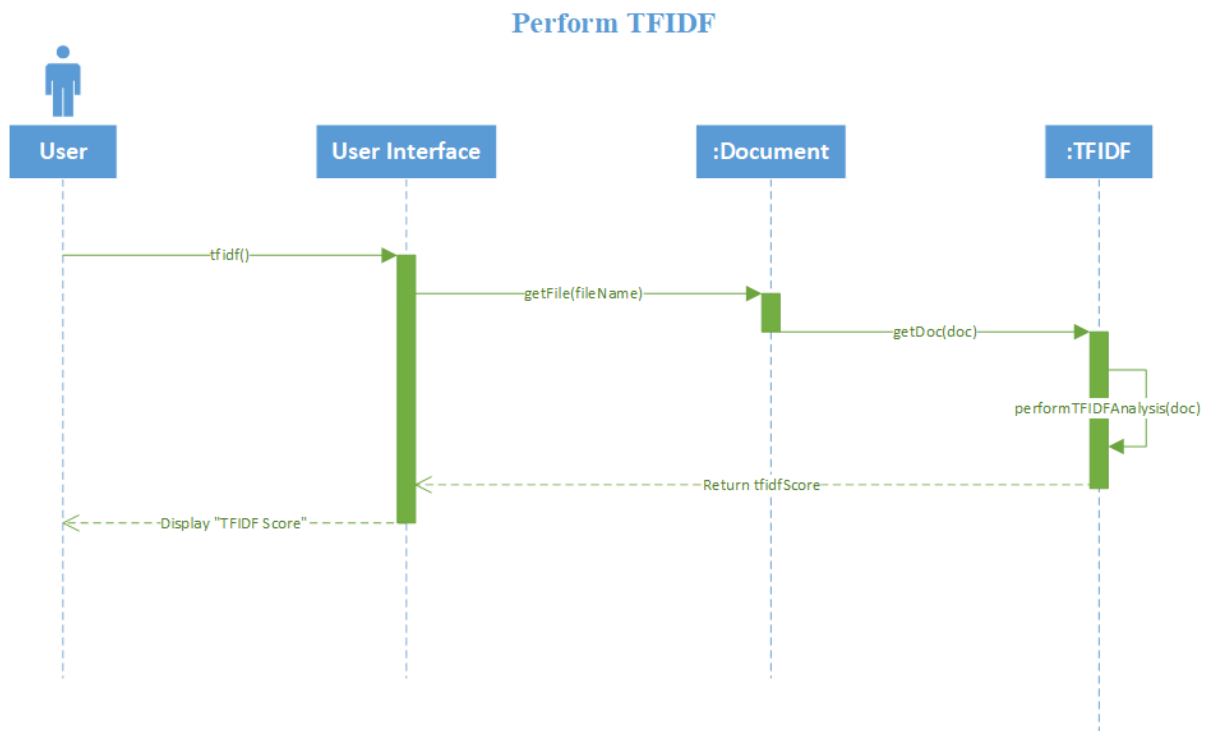 Perform TFIDF
User
User Interface
:Document
:TFIDF
tfidf()
getFile(fileName)
getDoc(doc)
performTFIDFAnalysis(doc)
Return tfidfScore
Display "TFIDF Score"